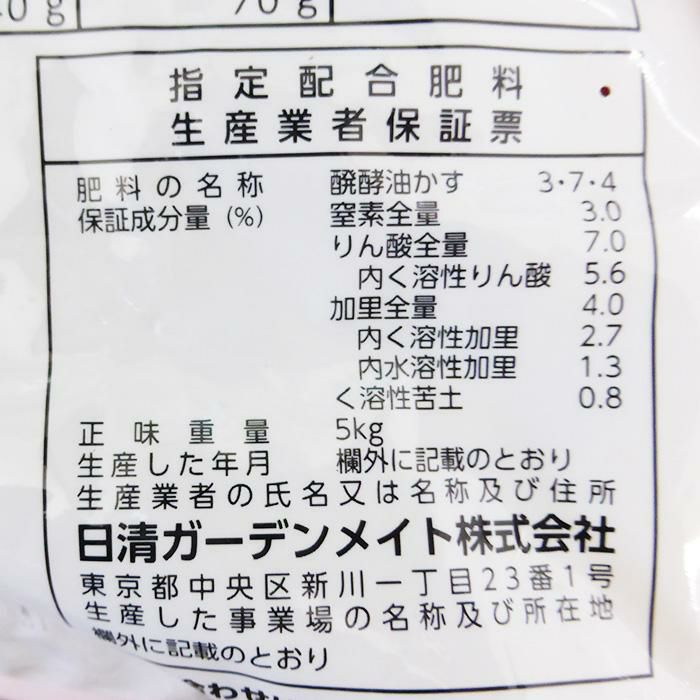 0g 70g
指定配合肥料
生産業者保証票
肥料の名称 醗酵油かす 3・7・4
保証成分量(%) 窒素全量 3.0
りん酸全量 7.0
内く溶性りん酸 5.6
加里全量 4.0
内く溶性加里 2.7
内水溶性加里 1.3
く溶性苦土 0.8
正味重量 5kg
生産した年月 欄外に記載のとおり
生産業者の氏名又は名称及び住所
日清ガーデンメイト株式会社
東京都中央区新川一丁目23番1号
生産した事業場の名称及び所在地
欄外に記載のとおり
合わせ